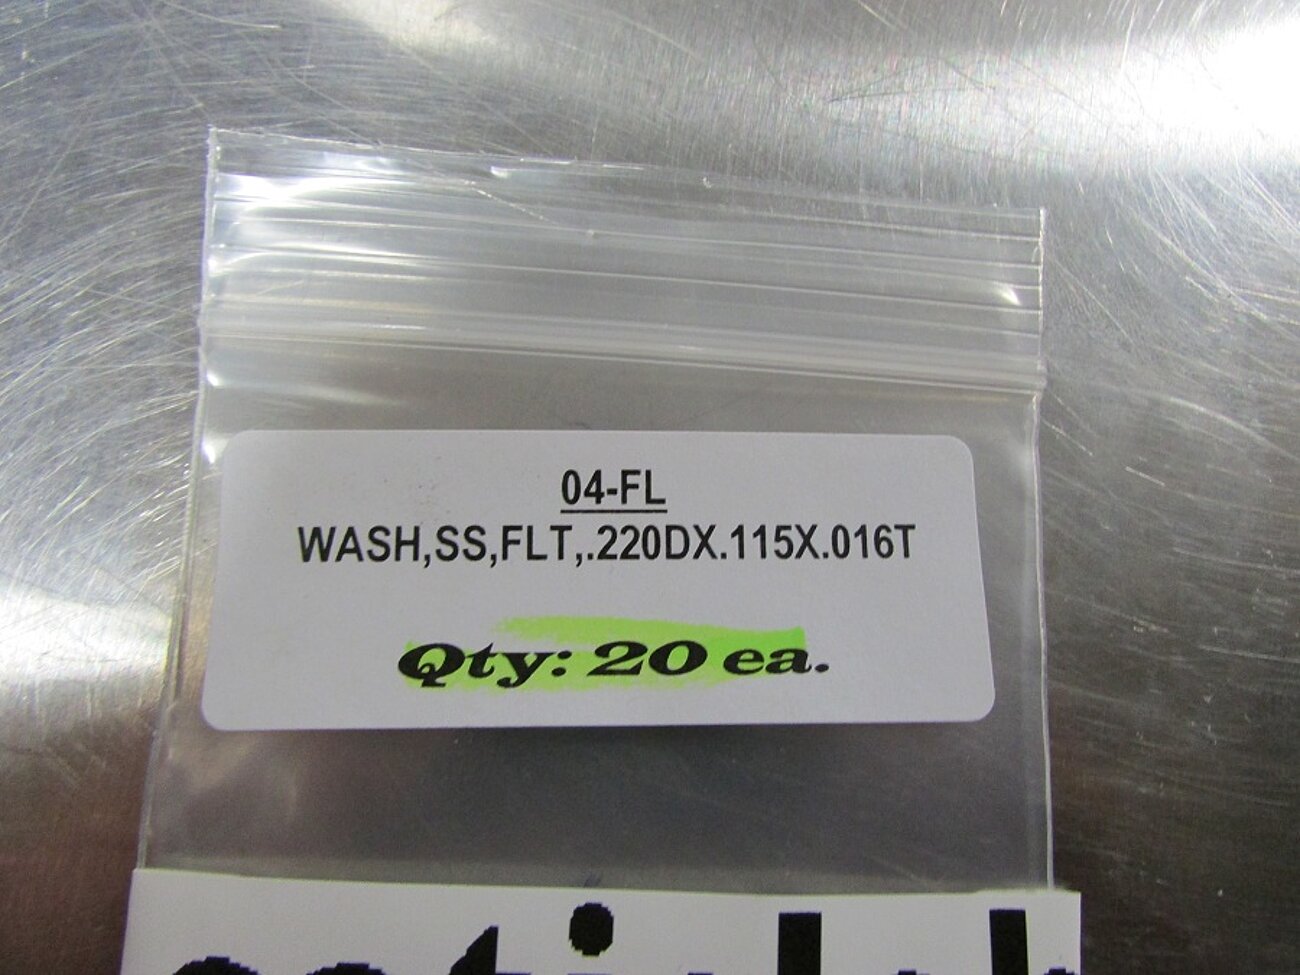 04-FL
WASH,SS,FLT,.220DX.115X.016T
Qty: 20 ea.